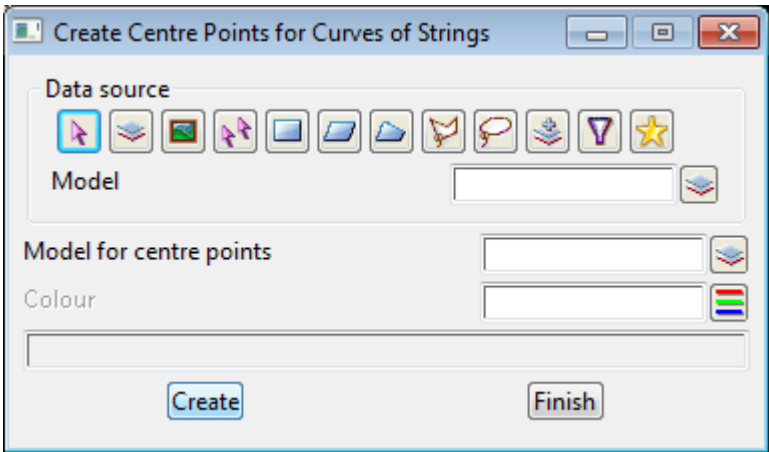 Create Centre Points for Curves of Strings
Data source
Model
Model for centre points
Colour
Create
Finish